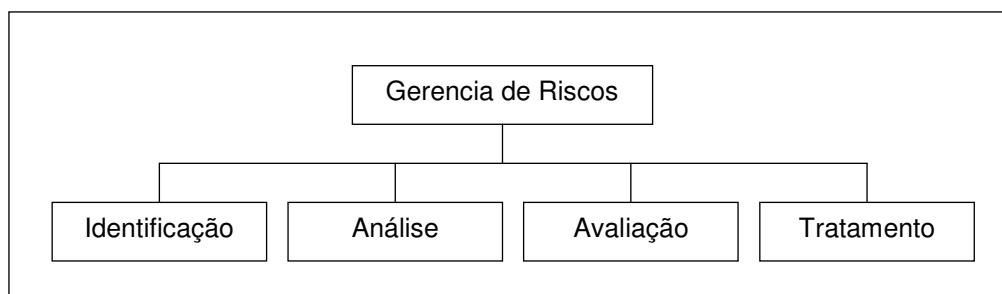 Gerencia de Riscos
Identificação
Análise
Avaliação
Tratamento